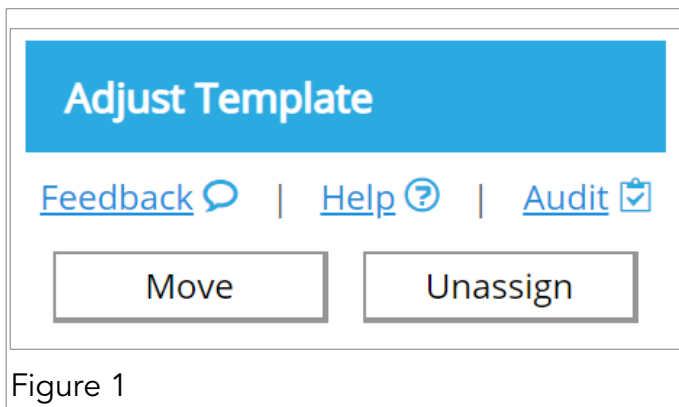 Adjust Template
Feedback | Help | Audit
Move Unassign
Figure 1